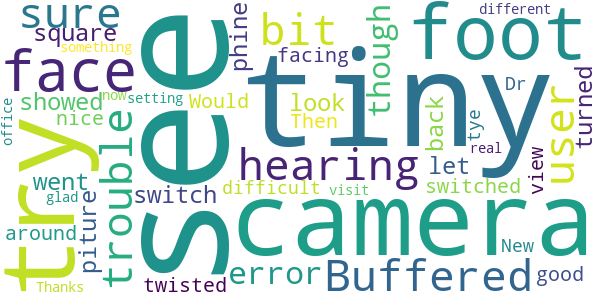 sure
square
face
something
showed
now
setting
nice
office
try
went
glad
around
piture
Thanks
trouble
see
bit
phine
facing
Would
look
Then
hearing
switch
difficult
visit
twisted
error
tiny
camera
Buffered
though
foot
different
Dr
back
tye
let
switched
real
view
New
good
user
turned